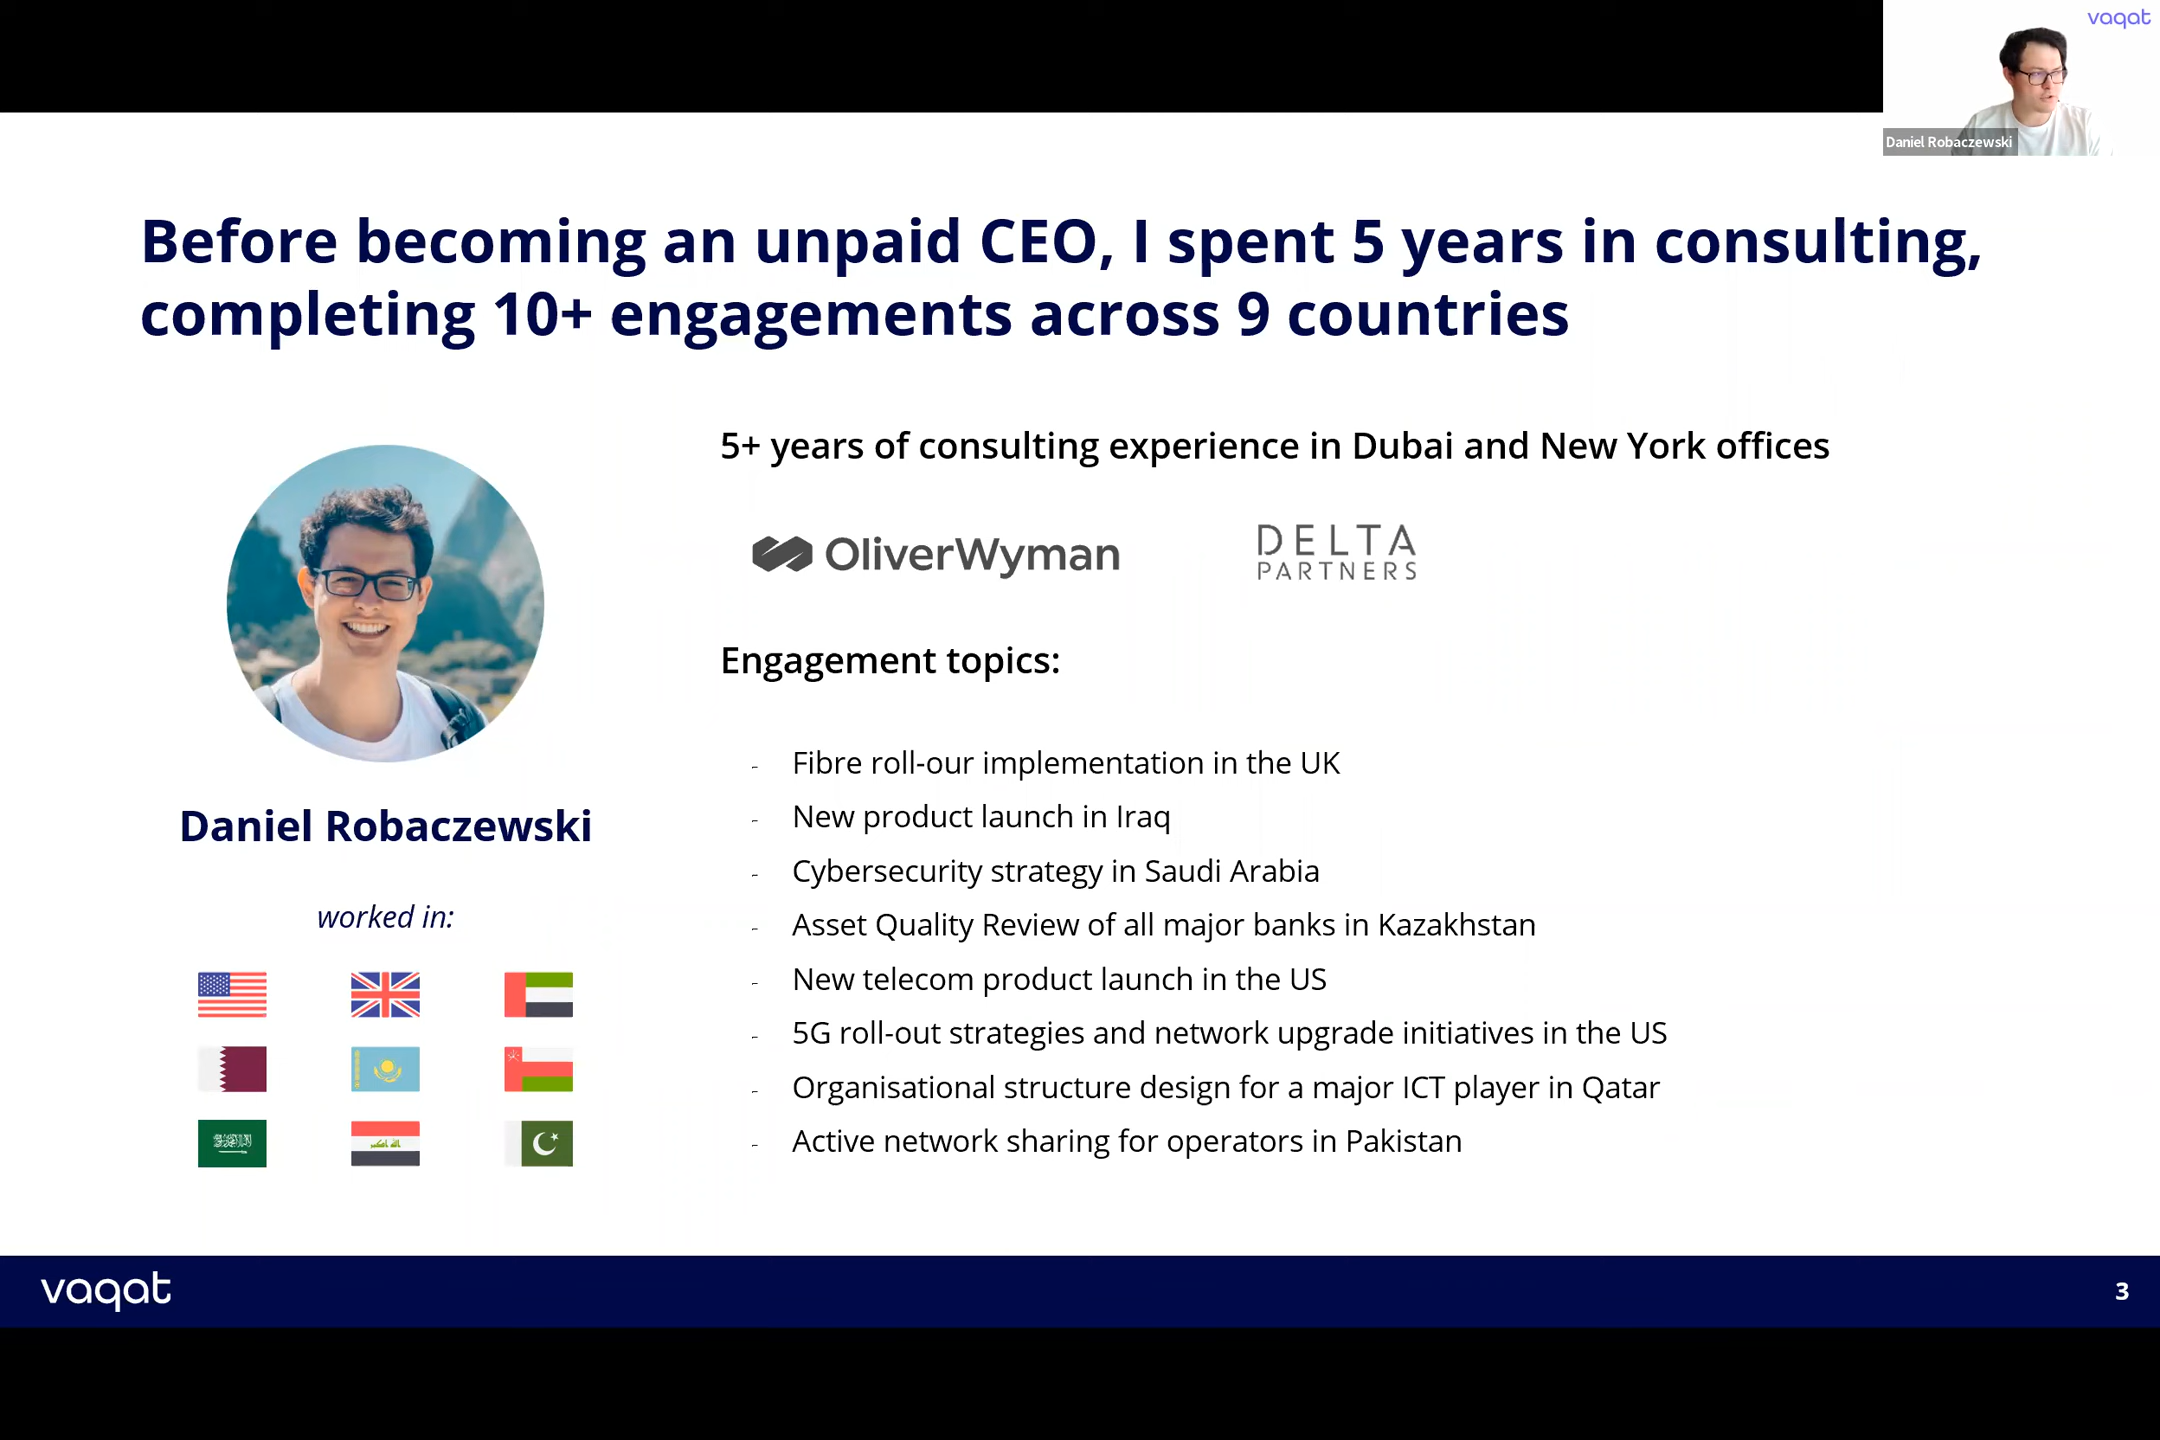 vaqat
Daniel Robaczewski
Before becoming an unpaid CEO, I spent 5 years in consulting,
completing 10+ engagements across 9 countries
5+ years of consulting experience in Dubai and New York offices
OliverWyman
DELTA
PARTNERS
Engagement topics:
- Fibre roll-our implementation in the UK
- New product launch in Iraq
- Cybersecurity strategy in Saudi Arabia
- Asset Quality Review of all major banks in Kazakhstan
- New telecom product launch in the US
- 5G roll-out strategies and network upgrade initiatives in the US
- Organisational structure design for a major ICT player in Qatar
- Active network sharing for operators in Pakistan
Daniel Robaczewski
worked in:
vaqat
3